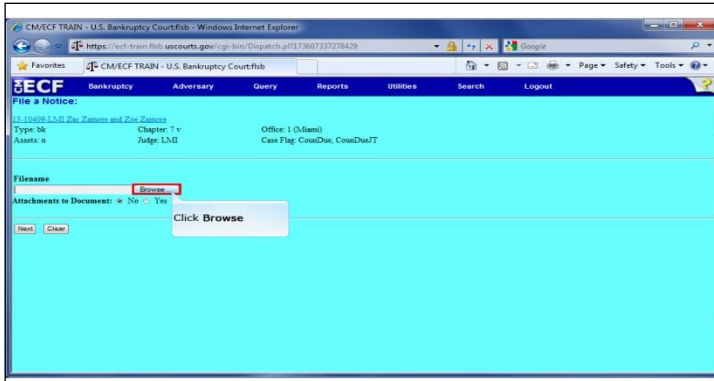 CM/ECF TRAIN - U.S. Bankruptcy Court:flsb - Windows Internet Explorer
https://ecf-train.flsb.uscourts.gov/cgi-bin/Dispatch.pl?173607337278429
Google
Favorites
CM/ECF TRAIN - U.S. Bankruptcy Court:flsb
Page Safety Tools
ECF Bankruptcy Adversary Query Reports Utilities Search Logout ?
File a Notice:
13-10409-LMI Zac Zamore and Zoe Zamore
Type: bk Chapter: 7 v Office: 1 (Miami)
Assets: n Judge: LMI Case Flag: CounDue, CounDueJT
Filename
Browse...
Attachments to Document: No Yes
Click Browse
Next Clear